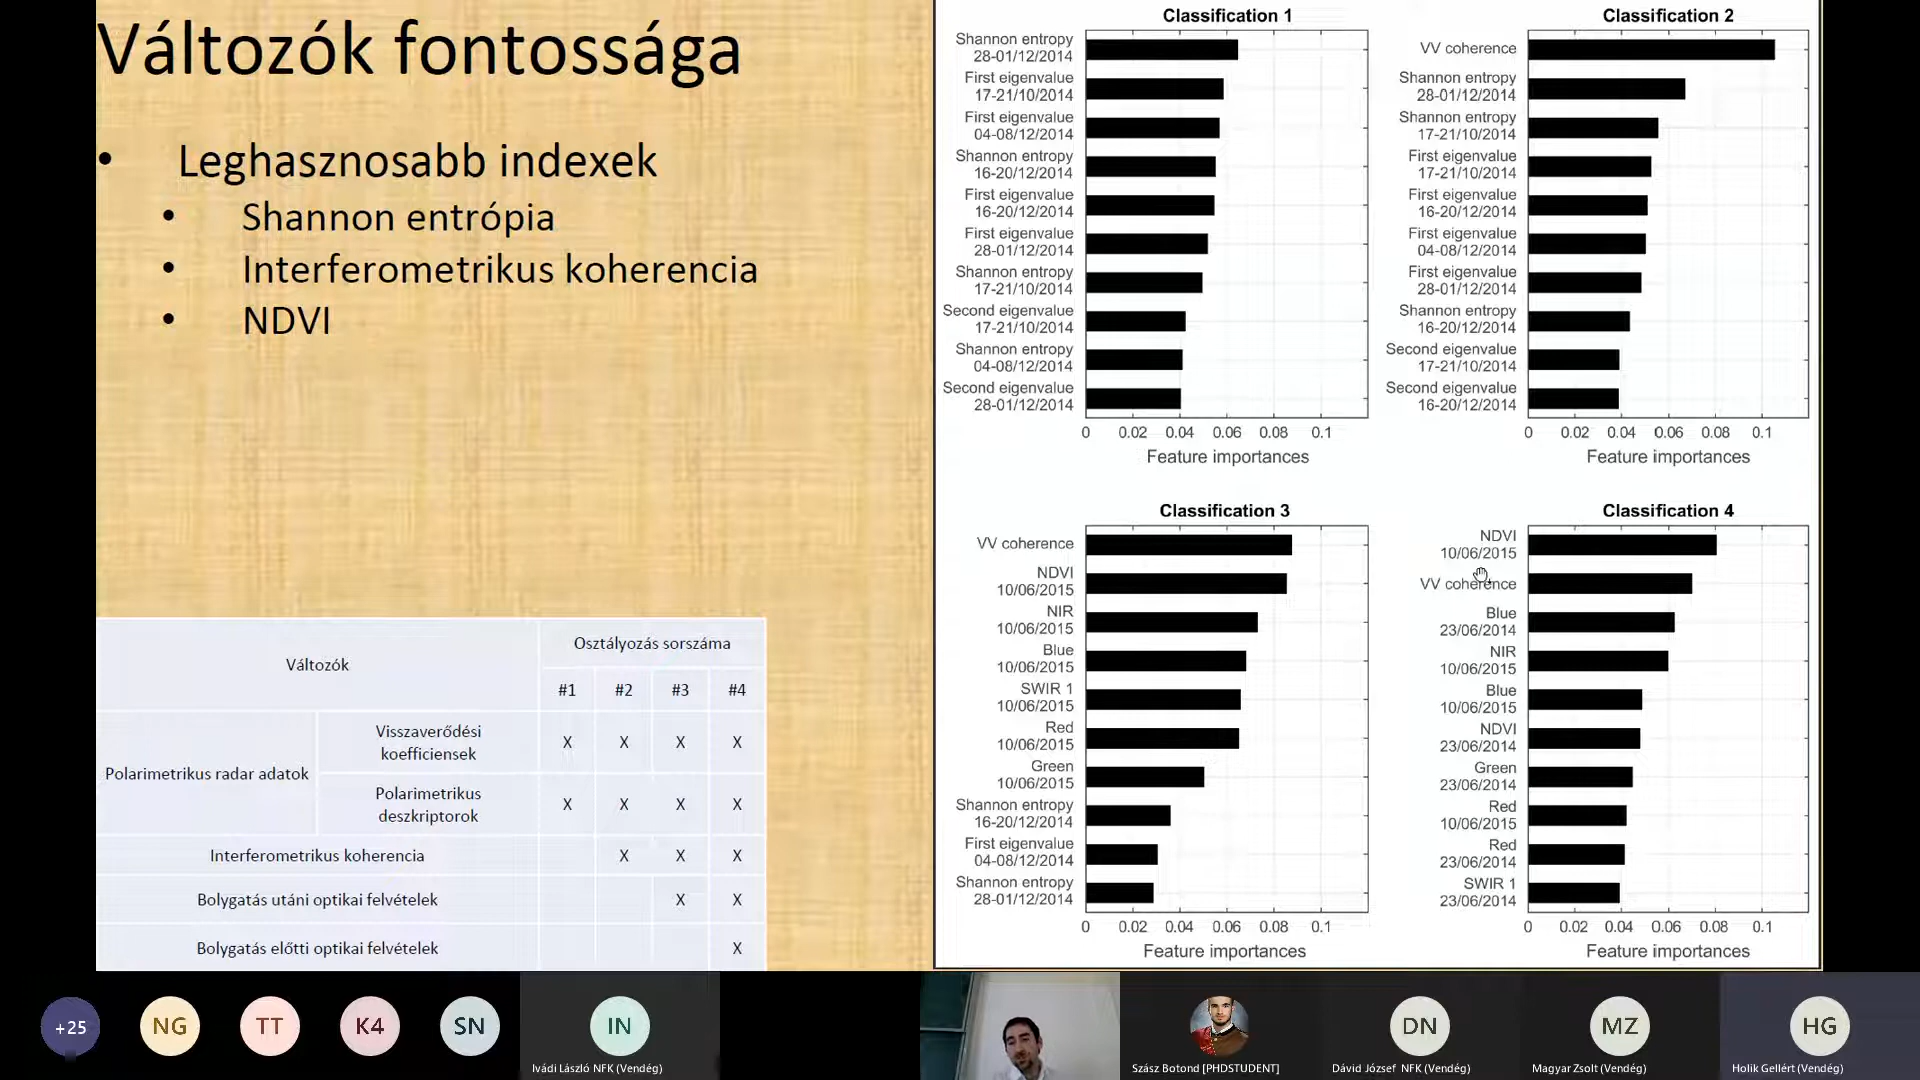 Változók fontossága
• Leghasznosabb indexek
• Shannon entrópia
• Interferometrikus koherencia
• NDVI
Változók
Osztályozás sorszáma
#1 #2 #3 #4
Polarimetrikus radar adatok
Visszaverődési
koefficiensek
X X X X
Polarimetrikus
deszkriptorok
X X X X
Interferometrikus koherencia X X X
Bolygatás utáni optikai felvételek X X
Bolygatás előtti optikai felvételek X
Classification 1
Shannon entropy
28-01/12/2014
First eigenvalue
17-21/10/2014
First eigenvalue
04-08/12/2014
Shannon entropy
16-20/12/2014
First eigenvalue
16-20/12/2014
First eigenvalue
28-01/12/2014
Shannon entropy
17-21/10/2014
Second eigenvalue
17-21/10/2014
Shannon entropy
04-08/12/2014
Second eigenvalue
28-01/12/2014
0 0.02 0.04 0.06 0.08 0.1
Feature importances
Classification 2
VV coherence
Shannon entropy
28-01/12/2014
Shannon entropy
17-21/10/2014
First eigenvalue
17-21/10/2014
First eigenvalue
16-20/12/2014
First eigenvalue
04-08/12/2014
First eigenvalue
28-01/12/2014
Shannon entropy
16-20/12/2014
Second eigenvalue
17-21/10/2014
Second eigenvalue
16-20/12/2014
0 0.02 0.04 0.06 0.08 0.1
Feature importances
Classification 3
VV coherence
NDVI
10/06/2015
NIR
10/06/2015
Blue
10/06/2015
SWIR 1
10/06/2015
Red
10/06/2015
Green
10/06/2015
Shannon entropy
16-20/12/2014
First eigenvalue
04-08/12/2014
Shannon entropy
28-01/12/2014
0 0.02 0.04 0.06 0.08 0.1
Feature importances
Classification 4
NDVI
10/06/2015
VV coherence
Blue
23/06/2014
NIR
10/06/2015
Blue
10/06/2015
NDVI
23/06/2014
Green
23/06/2014
Red
10/06/2015
Red
23/06/2014
SWIR 1
23/06/2014
0 0.02 0.04 0.06 0.08 0.1
Feature importances
+25 NG TT K4 SN IN DN MZ HG
Ivádi László NFK (Vendég) Szász Botond [PHDSTUDENT] Dávid József NFK (Vendég) Magyar Zsolt (Vendég) Holik Gellért (Vendég)